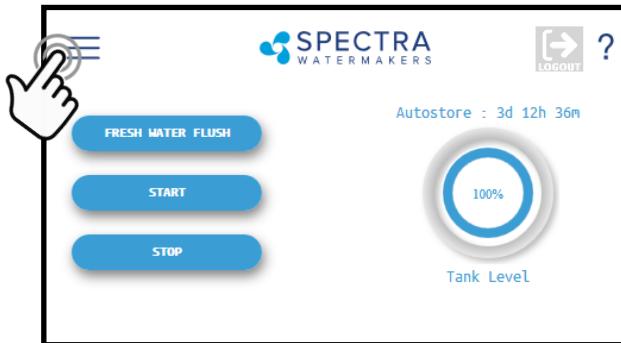 SPECTRA
WATERMAKERS
LOGOUT
?
Autostore : 3d 12h 36m
FRESH WATER FLUSH
START
100%
STOP
Tank Level